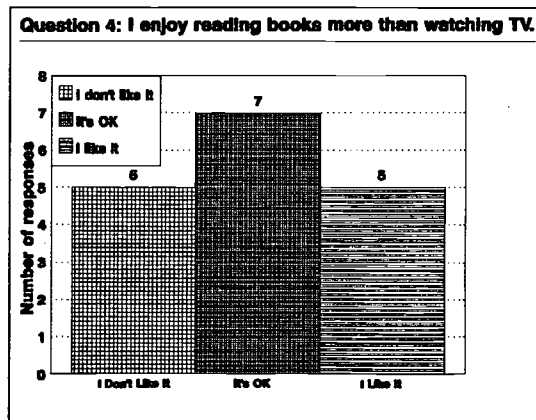 Question 4: I enjoy reading books more than watching TV.
I don't like it
It's OK
I like it
Number of responses
8
7
6
5
4
3
2
1
0
5
7
5
I Don't Like It
It's OK
I Like It